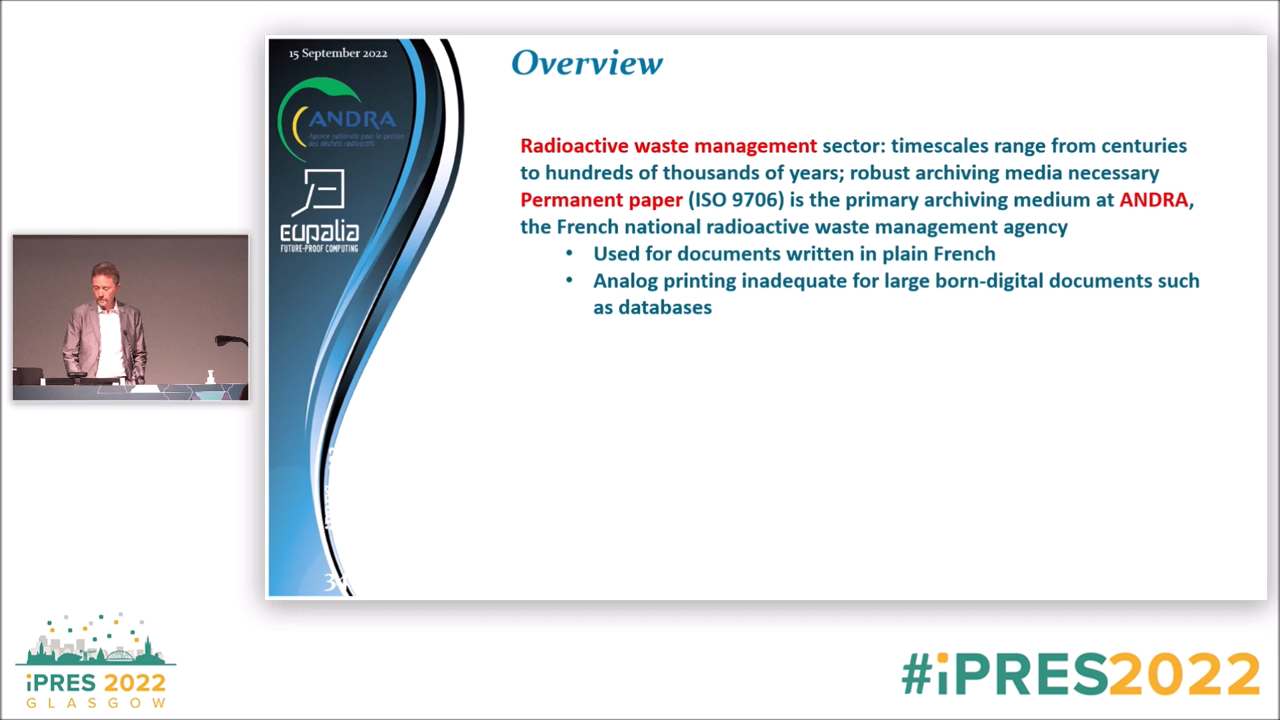 15 September 2022
ANDRA
Agence nationale pour la gestion
des déchets radioactifs
Eupalia
FUTURE-PROOF COMPUTING
Overview
Radioactive waste management sector: timescales range from centuries
to hundreds of thousands of years; robust archiving media necessary
Permanent paper (ISO 9706) is the primary archiving medium at ANDRA,
the French national radioactive waste management agency
• Used for documents written in plain French
• Analog printing inadequate for large born-digital documents such
as databases
iPRES 2022
GLASGOW
#iPRES2022